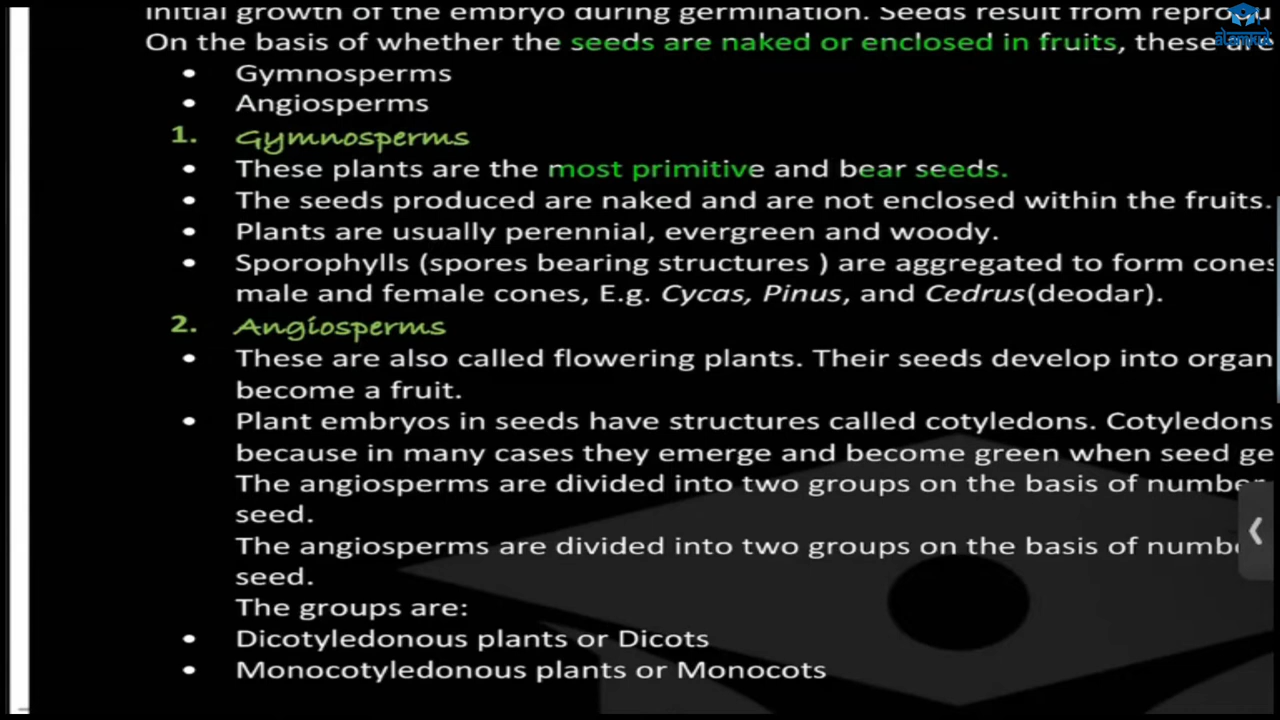 Initial growth of the embryo during germination. Seeds result from
On the basis of whether the seeds are naked or enclosed in fruits, these are
• Gymnosperms
• Angiosperms
1. Gymnosperms
• These plants are the most primitive and bear seeds.
• The seeds produced are naked and are not enclosed within the fruits.
• Plants are usually perennial, evergreen and woody.
• Sporophylls (spores bearing structures ) are aggregated to form cones
male and female cones, E.g. Cycas, Pinus, and Cedrus(deodar).
2. Angiosperms
• These are also called flowering plants. Their seeds develop into organ
become a fruit.
• Plant embryos in seeds have structures called cotyledons. Cotyledons
because in many cases they emerge and become green when seed ge
The angiosperms are divided into two groups on the basis of number
seed.
The angiosperms are divided into two groups on the basis of numb
seed.
The groups are:
• Dicotyledonous plants or Dicots
• Monocotyledonous plants or Monocots